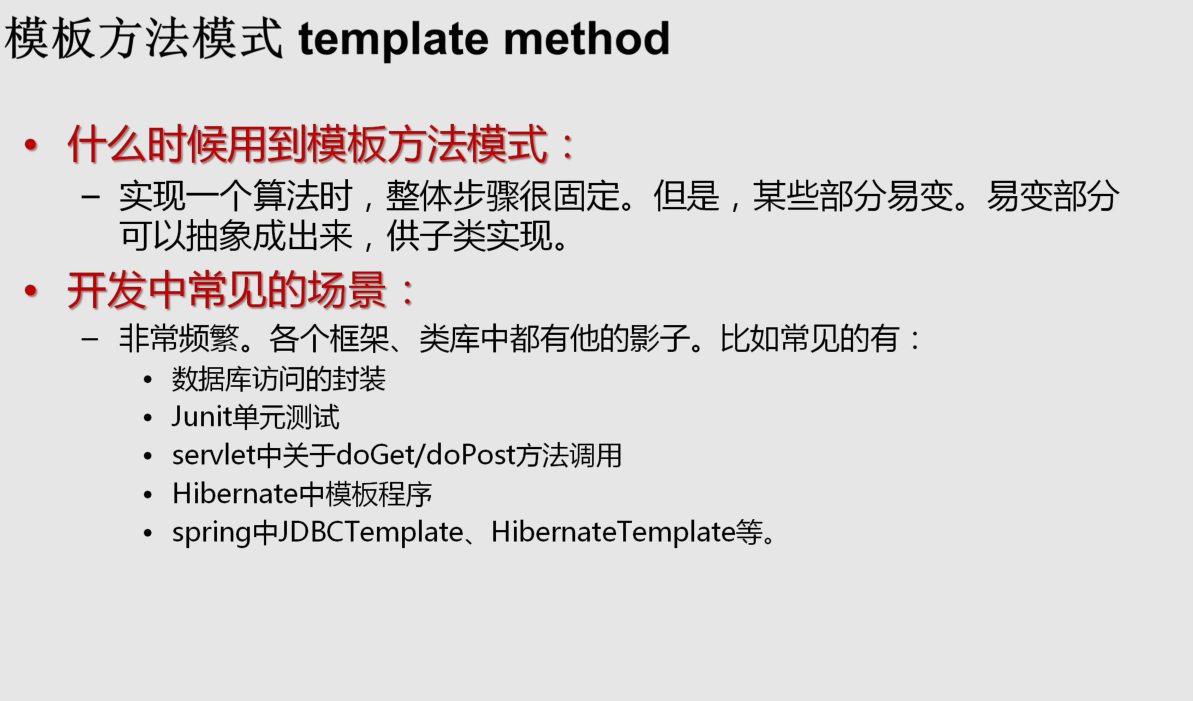 模板方法模式 template method
• 什么时候用到模板方法模式：
– 实现一个算法时，整体步骤很固定。但是，某些部分易变。易变部分
可以抽象成出来，供子类实现。
• 开发中常见的场景：
– 非常频繁。各个框架、类库中都有他的影子。比如常见的有：
• 数据库访问的封装
• Junit单元测试
• servlet中关于doGet/doPost方法调用
• Hibernate中模板程序
• spring中JDBCTemplate、HibernateTemplate等。